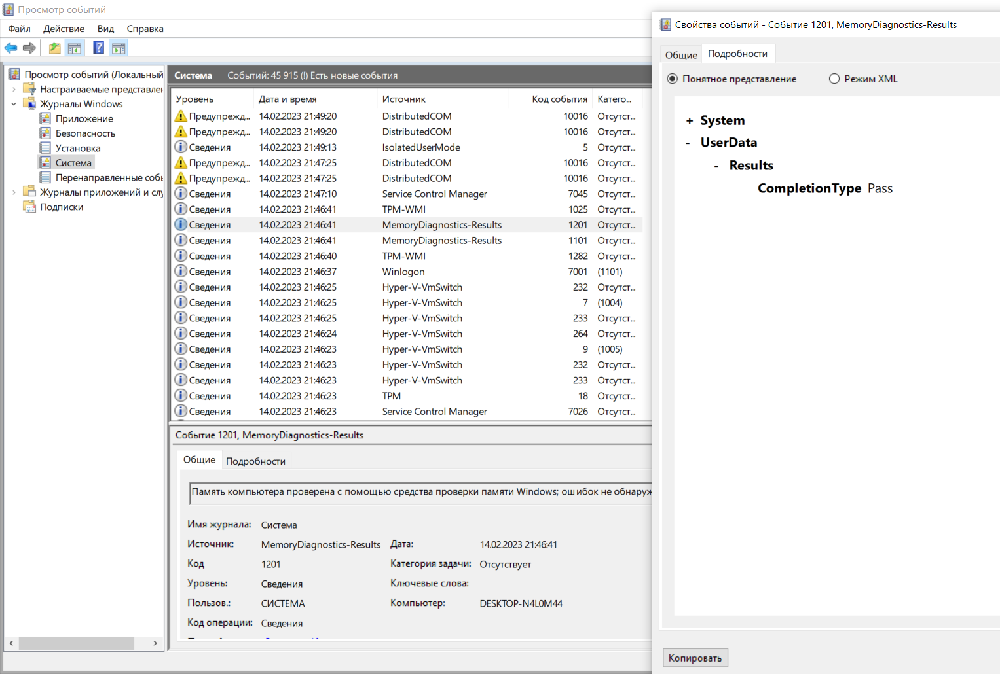 Просмотр событий
Файл Действие Вид Справка
Просмотр событий (Локальный
Настраиваемые представлен
Журналы Windows
Приложение
Безопасность
Установка
Система
Перенаправленные собы
Журналы приложений и слу
Подписки
Система Событий: 45 915 (!) Есть новые события
Уровень Дата и время Источник Код события Катего...
Предупрежд... 14.02.2023 21:49:20 DistributedCOM 10016 Отсутст...
Предупрежд... 14.02.2023 21:49:20 DistributedCOM 10016 Отсутст...
Сведения 14.02.2023 21:49:13 IsolatedUserMode 5 Отсутст...
Предупрежд... 14.02.2023 21:47:25 DistributedCOM 10016 Отсутст...
Предупрежд... 14.02.2023 21:47:25 DistributedCOM 10016 Отсутст...
Сведения 14.02.2023 21:47:10 Service Control Manager 7045 Отсутст...
Сведения 14.02.2023 21:46:41 TPM-WMI 1025 Отсутст...
Сведения 14.02.2023 21:46:41 MemoryDiagnostics-Results 1201 Отсутст...
Сведения 14.02.2023 21:46:41 MemoryDiagnostics-Results 1101 Отсутст...
Сведения 14.02.2023 21:46:40 TPM-WMI 1282 Отсутст...
Сведения 14.02.2023 21:46:37 Winlogon 7001 (1101)
Сведения 14.02.2023 21:46:25 Hyper-V-VmSwitch 232 Отсутст...
Сведения 14.02.2023 21:46:25 Hyper-V-VmSwitch 7 (1004)
Сведения 14.02.2023 21:46:25 Hyper-V-VmSwitch 233 Отсутст...
Сведения 14.02.2023 21:46:24 Hyper-V-VmSwitch 264 Отсутст...
Сведения 14.02.2023 21:46:23 Hyper-V-VmSwitch 9 (1005)
Сведения 14.02.2023 21:46:23 Hyper-V-VmSwitch 232 Отсутст...
Сведения 14.02.2023 21:46:23 Hyper-V-VmSwitch 233 Отсутст...
Сведения 14.02.2023 21:46:23 TPM 18 Отсутст...
Сведения 14.02.2023 21:46:23 Service Control Manager 7026 Отсутст...
Событие 1201, MemoryDiagnostics-Results
Общие Подробности
Память компьютера проверена с помощью средства проверки памяти Windows; ошибок не обнаруж
Имя журнала: Система
Источник: MemoryDiagnostics-Results Дата: 14.02.2023 21:46:41
Код 1201 Категория задачи: Отсутствует
Уровень: Сведения Ключевые слова:
Пользов.: СИСТЕМА Компьютер: DESKTOP-N4L0M44
Код операции: Сведения
Свойства событий - Событие 1201, MemoryDiagnostics-Results
Общие Подробности
Понятное представление Режим XML
+ System
- UserData
- Results
CompletionType Pass
Копировать